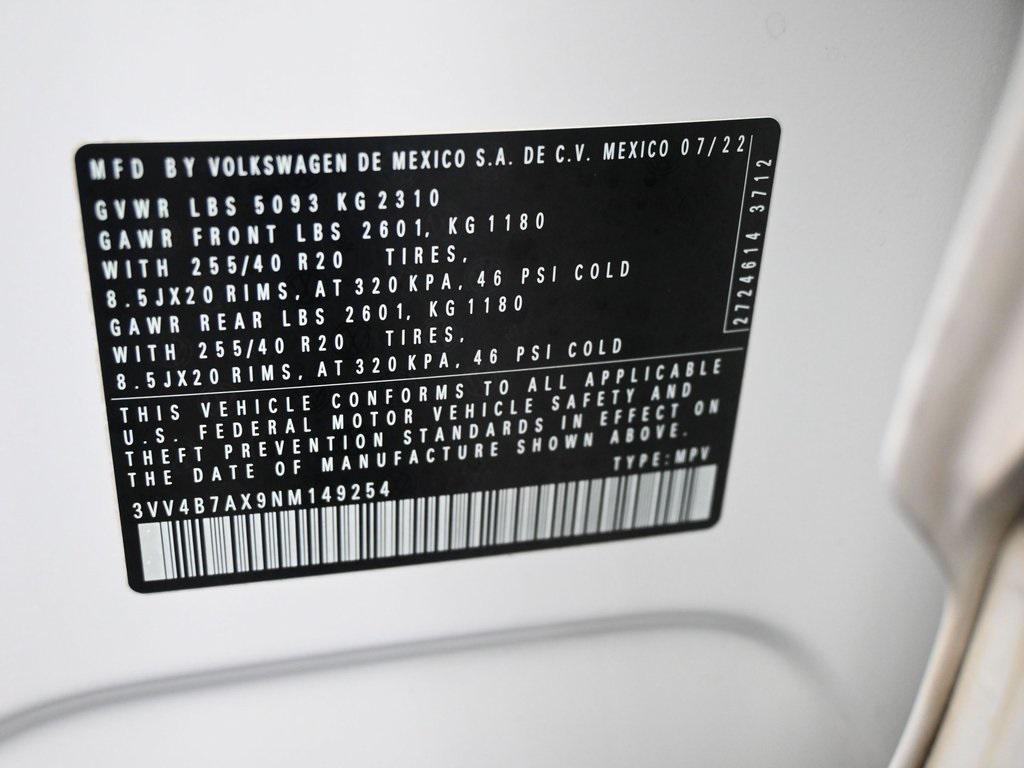 MFD BY VOLKSWAGEN DE MEXICO S.A. DE C.V. MEXICO 07/22
GVWR LBS 5093 KG 2310
GAWR FRONT LBS 2601, KG 1180
WITH 255/40 R20 TIRES,
8.5JX20 RIMS, AT 320 KPA, 46 PSI COLD
GAWR REAR LBS 2601, KG 1180
WITH 255/40 R20 TIRES,
8.5JX20 RIMS, AT 320 KPA, 46 PSI COLD
2724614 3712
THIS VEHICLE CONFORMS TO ALL APPLICABLE
U.S. FEDERAL MOTOR VEHICLE SAFETY AND
THEFT PREVENTION STANDARDS IN EFFECT ON
THE DATE OF MANUFACTURE SHOWN ABOVE.
TYPE:MPV
3VV4B7AX9NM149254